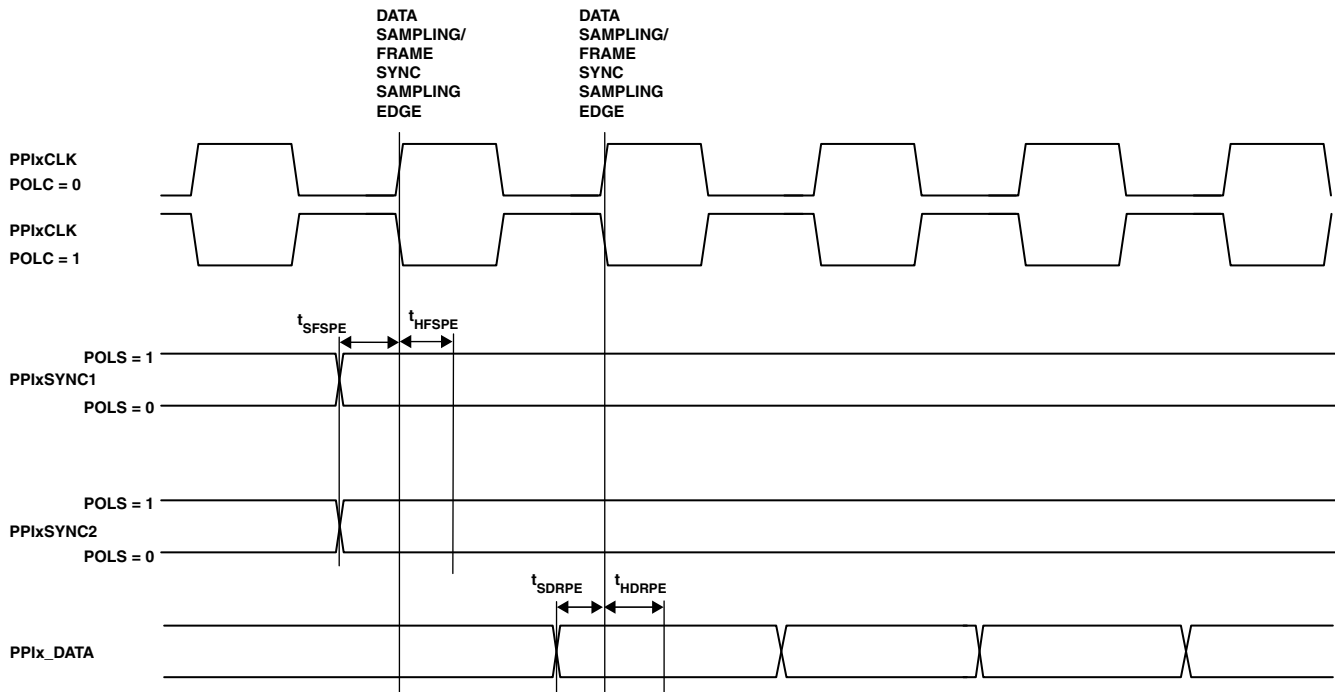 DATA
SAMPLING/
FRAME
SYNC
SAMPLING
EDGE
DATA
SAMPLING/
FRAME
SYNC
SAMPLING
EDGE
PPIxCLK
POLC = 0
PPIxCLK
POLC = 1
tSFSPE
tHFSPE
POLS = 1
PPIxSYNC1
POLS = 0
POLS = 1
PPIxSYNC2
POLS = 0
tSDRPE
tHDRPE
PPIx_DATA